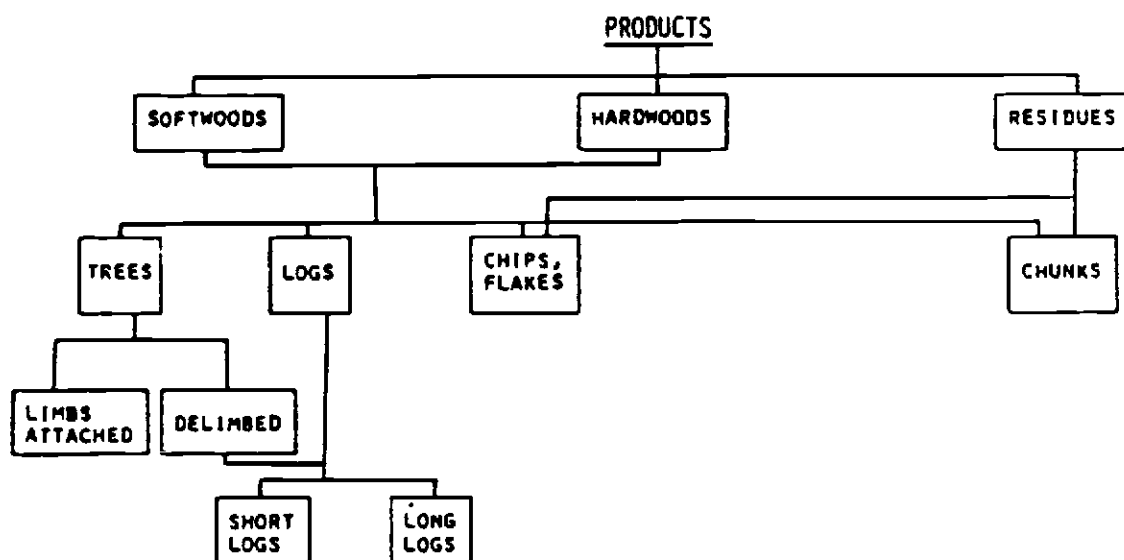 PRODUCTS
SOFTWOODS
HARDWOODS
RESIDUES
TREES
LOGS
CHIPS,
FLAKES
CHUNKS
LIMBS
ATTACHED
DELIMBED
SHORT
LOGS
LONG
LOGS